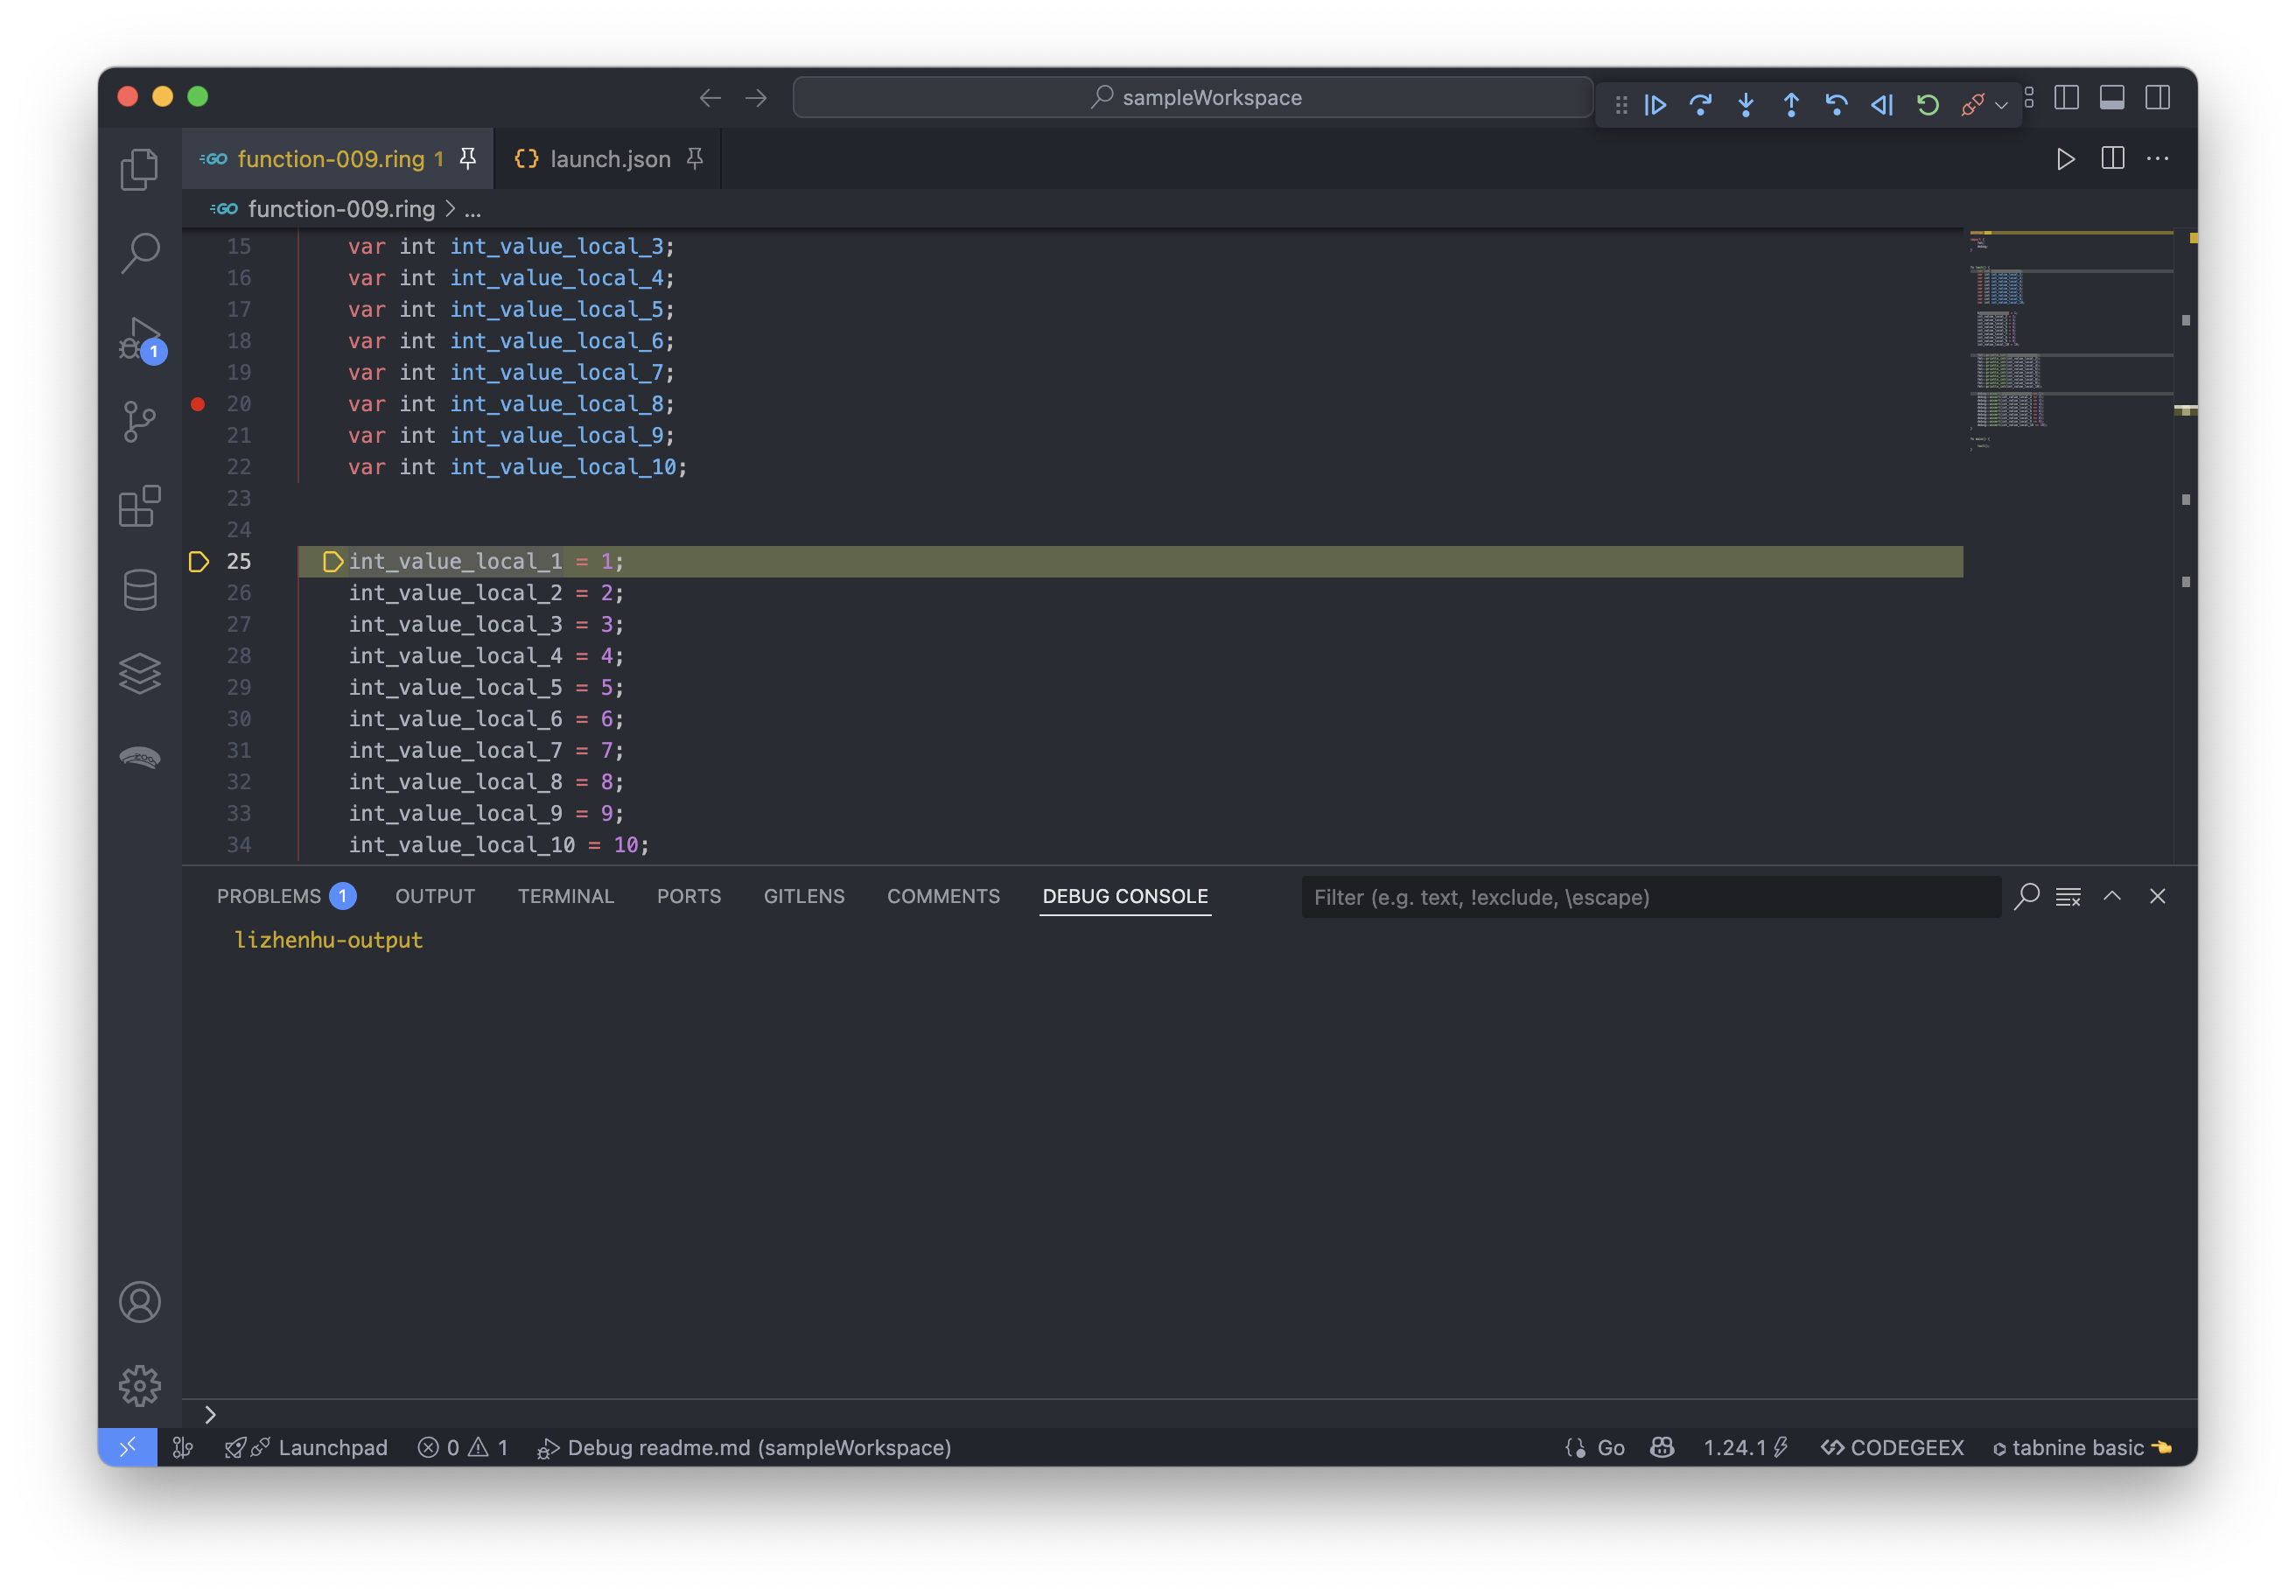 sampleWorkspace
GO function-009.ring 1
{} launch.json
GO function-009.ring > ...
15 var int int_value_local_3;
16 var int int_value_local_4;
17 var int int_value_local_5;
18 var int int_value_local_6;
19 var int int_value_local_7;
20 var int int_value_local_8;
21 var int int_value_local_9;
22 var int int_value_local_10;
23
24
25 int_value_local_1 = 1;
26 int_value_local_2 = 2;
27 int_value_local_3 = 3;
28 int_value_local_4 = 4;
29 int_value_local_5 = 5;
30 int_value_local_6 = 6;
31 int_value_local_7 = 7;
32 int_value_local_8 = 8;
33 int_value_local_9 = 9;
34 int_value_local_10 = 10;
1
PROBLEMS 1 OUTPUT TERMINAL PORTS GITLENS COMMENTS DEBUG CONSOLE
Filter (e.g. text, !exclude, \escape)
lizhenhu-output
>
Launchpad 0 1 Debug readme.md (sampleWorkspace) Go 1.24.1 CODEGEEX tabnine basic